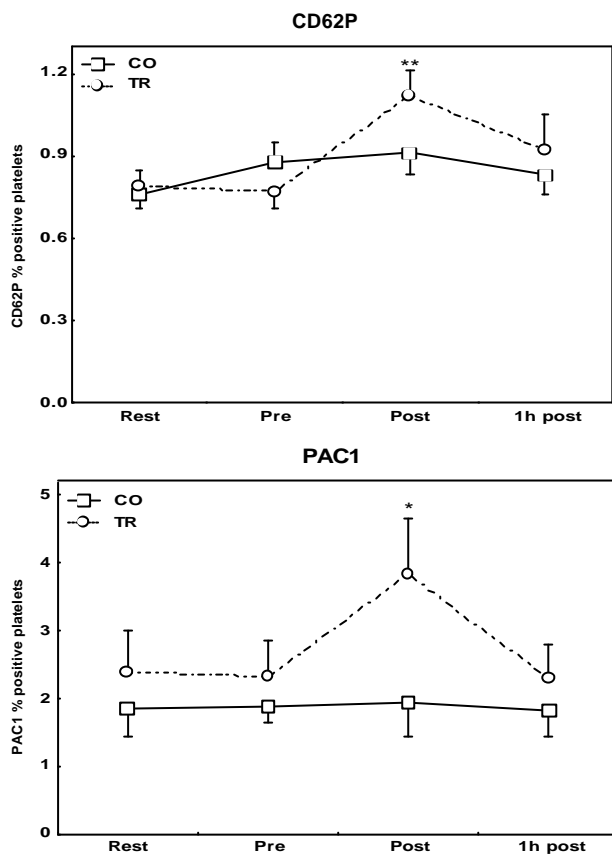 CD62P
CO
TR
**
1.2
0.9
0.6
0.3
0.0
CD62P % positive platelets
Rest Pre Post 1h post
PAC1
CO
TR
*
5
4
3
2
1
0
PAC1 % positive platelets
Rest Pre Post 1h post